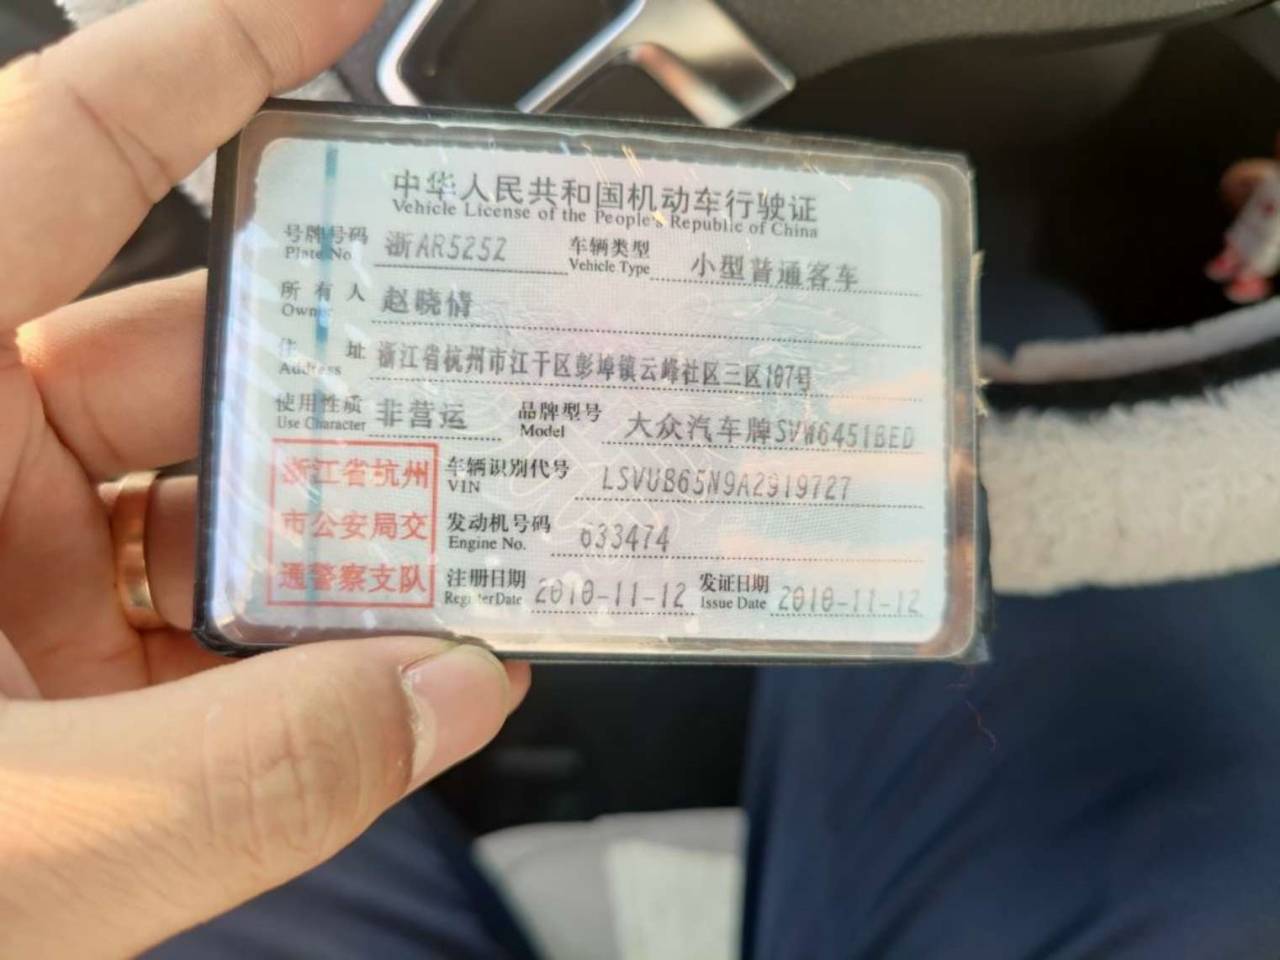 中华人民共和国机动车行驶证
Vehicle License of the People's Republic of China
号牌号码 浙AR525Z 车辆类型 小型普通客车
Plate No. Vehicle Type
所有人 赵晓倩
Owner
住址 浙江省杭州市江干区彭埠镇云峰社区三区107号
Address
使用性质 非营运 品牌型号 大众汽车牌SVW6451BED
Use Character Model
浙江省杭州
市公安局交
通警察支队
车辆识别代号 LSVUB65N9A2919727
VIN
发动机号码 633474
Engine No.
注册日期 2010-11-12 发证日期 2010-11-12
Register Date Issue Date